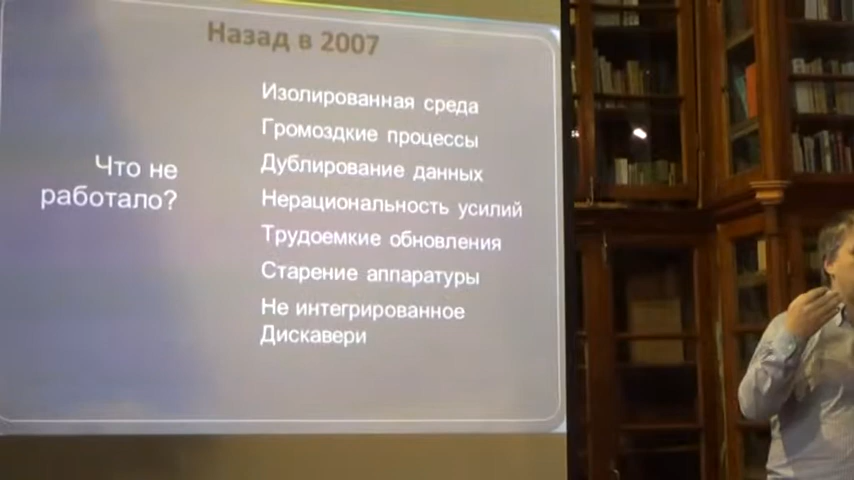 Назад в 2007
Что не
работало?
Изолированная среда
Громоздкие процессы
Дублирование данных
Нерациональность усилий
Трудоемкие обновления
Старение аппаратуры
Не интегрированное
Дискавери